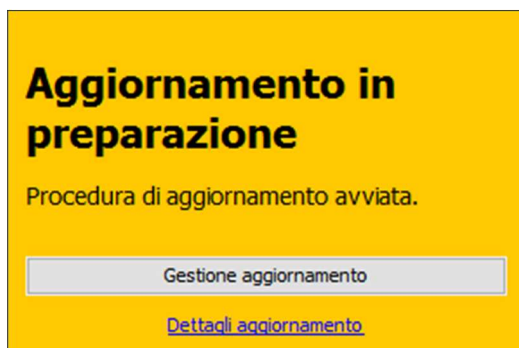 Aggiornamento in
preparazione
Procedura di aggiornamento avviata.
Gestione aggiornamento
Dettagli aggiornamento